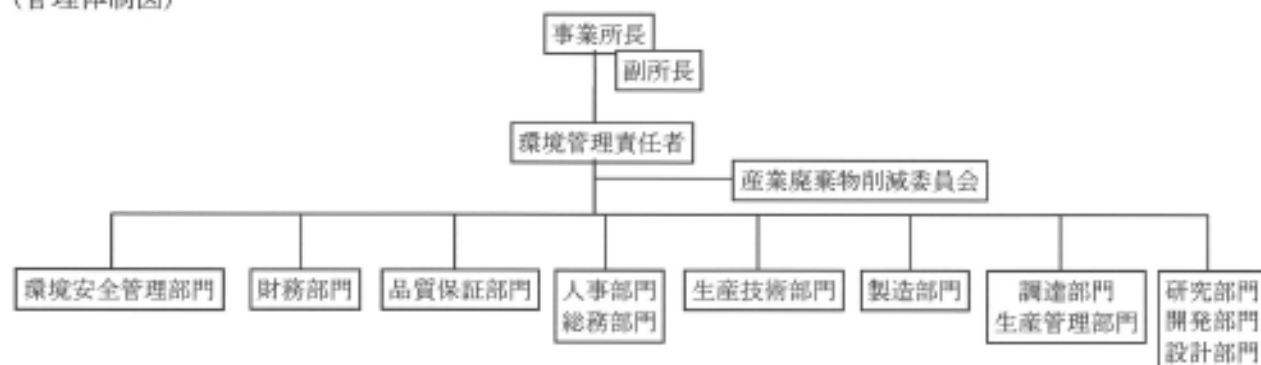 (管理体制図)
事業所長
副所長
環境管理責任者
産業廃棄物削減委員会
環境安全管理部門
財務部門
品質保証部門
人事部門
総務部門
生産技術部門
製造部門
調達部門
生産管理部門
研究部門
開発部門
設計部門